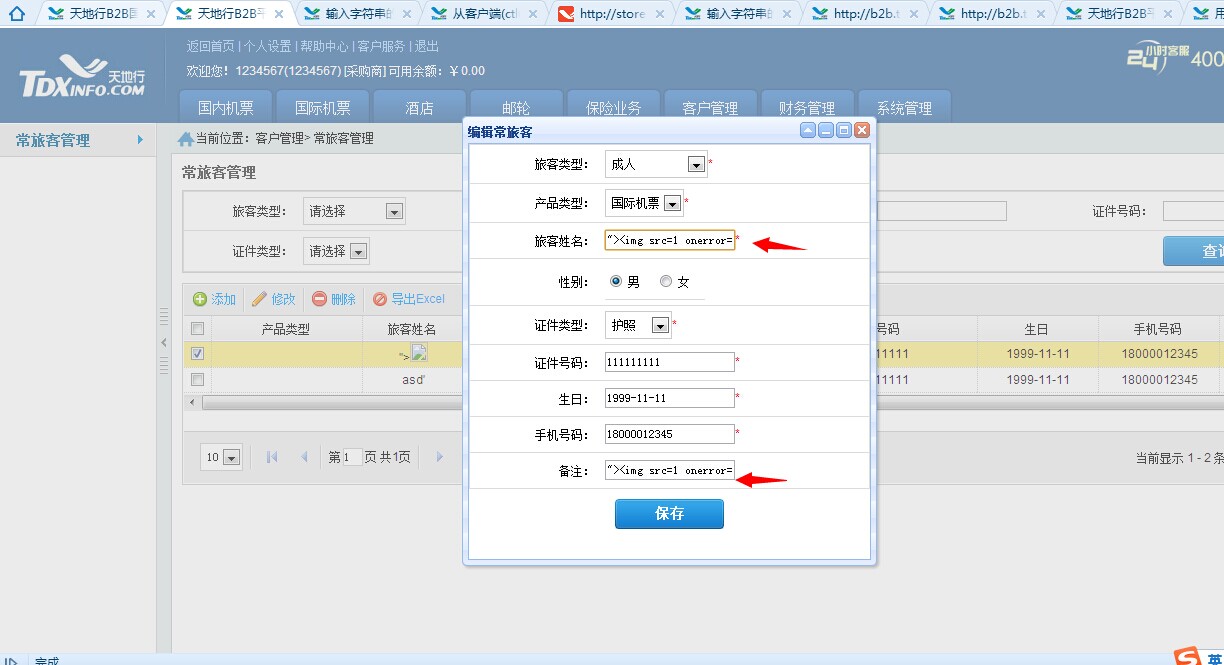 天地行B2B国
天地行B2B平
输入字符串的
从客户端(ctl
http://store
输入字符串的
http://b2b.t
http://b2b.t
天地行B2B平
天地行
TDXINFO.COM
返回首页 | 个人设置 | 帮助中心 | 客户服务 | 退出
欢迎您! 1234567(1234567) [采购商] 可用余额: ¥ 0.00
24小时客服 400
国内机票 国际机票 酒店 邮轮 保险业务 客户管理 财务管理 系统管理
常旅客管理
当前位置: 客户管理> 常旅客管理
常旅客管理
旅客类型: 请选择
证件号码:
证件类型: 请选择
查询
添加 修改 删除 导出Excel
产品类型 旅客姓名 号码 生日 手机号码
"> 11111 1999-11-11 18000012345
asd' 11111 1999-11-11 18000012345
10 第 1 页 共1页
当前显示 1 - 2 条
编辑常旅客
旅客类型: 成人 *
产品类型: 国际机票 *
旅客姓名: "><img src=1 onerror= *
性别: 男 女
证件类型: 护照 *
证件号码: 111111111 *
生日: 1999-11-11 *
手机号码: 18000012345 *
备注: "><img src=1 onerror=
保存
完成
英